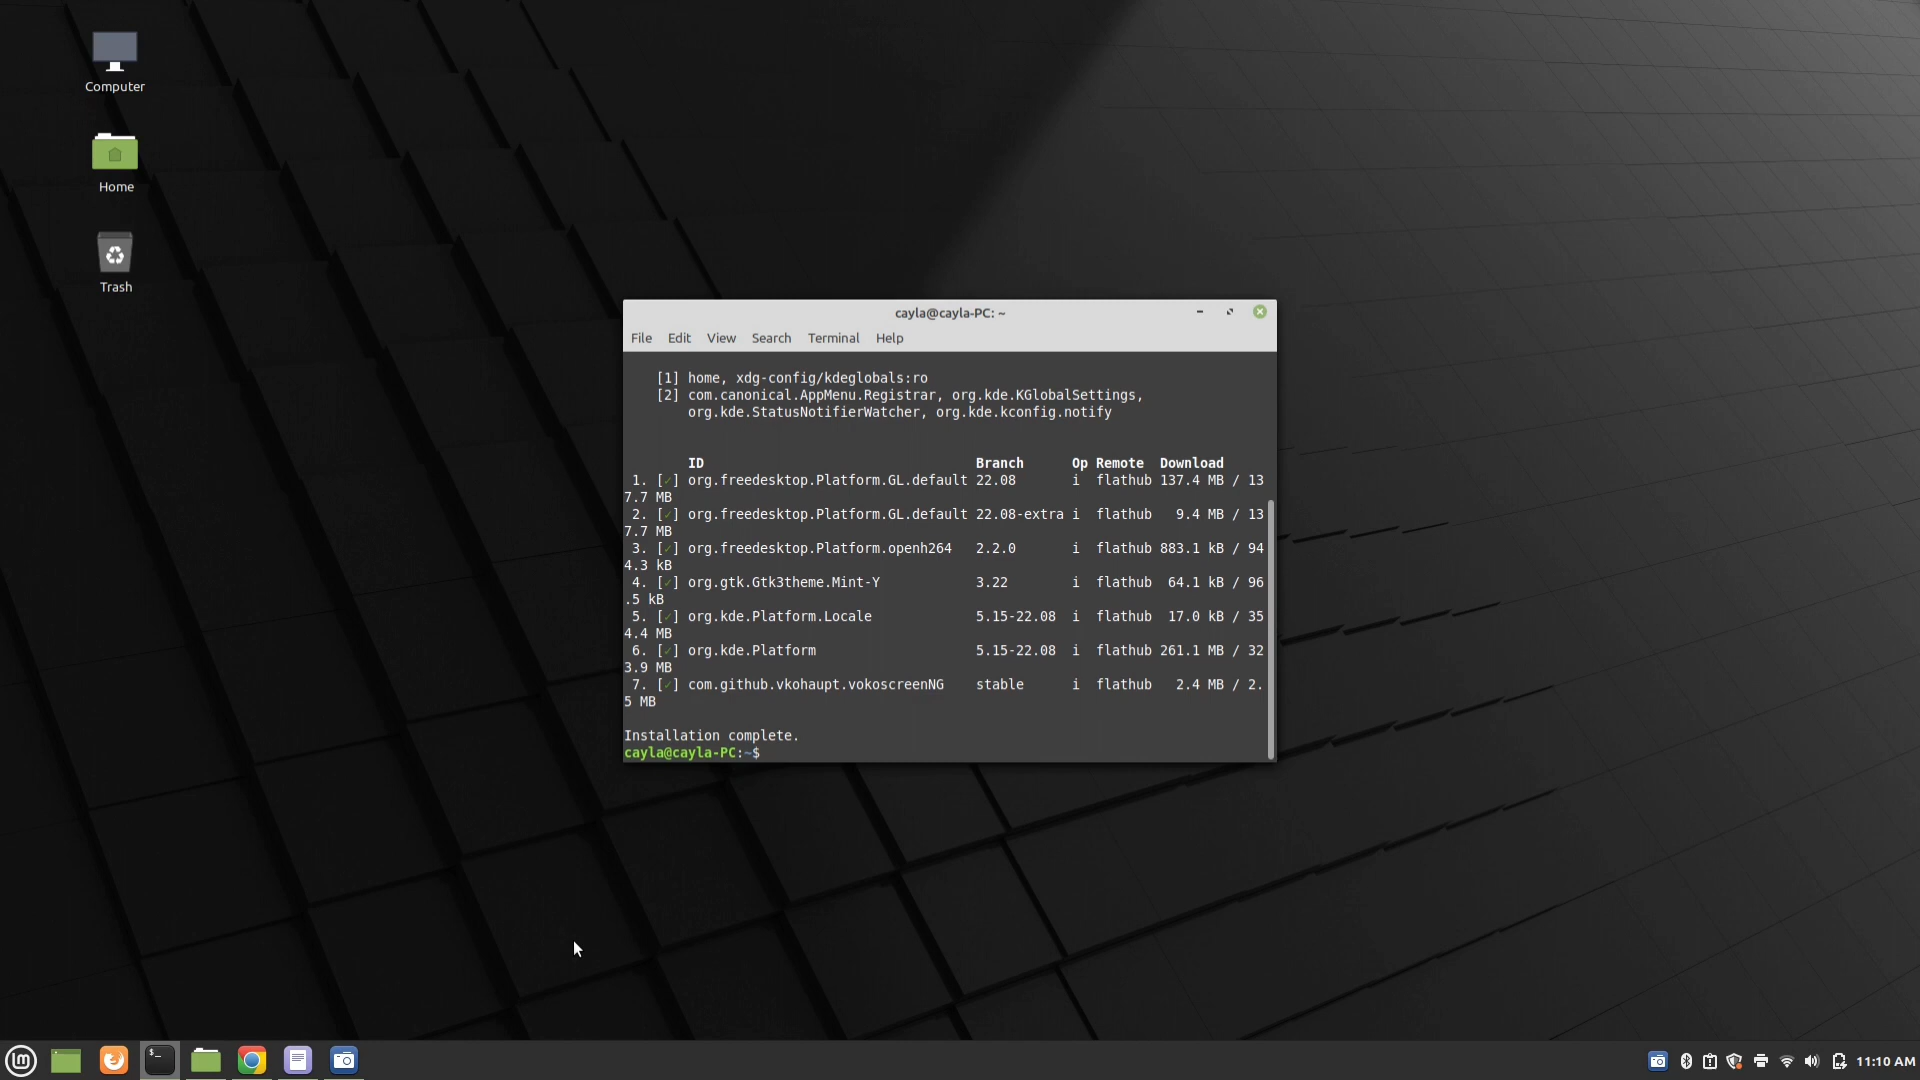 Computer
Home
Trash
cayla@cayla-PC: ~
File Edit View Search Terminal Help
[1] home, xdg-config/kdeglobals:ro
[2] com.canonical.AppMenu.Registrar, org.kde.KGlobalSettings,
org.kde.StatusNotifierWatcher, org.kde.kconfig.notify
ID Branch Op Remote Download
1. [✓] org.freedesktop.Platform.GL.default 22.08 i flathub 137.4 MB / 13
7.7 MB
2. [✓] org.freedesktop.Platform.GL.default 22.08-extra i flathub 9.4 MB / 13
7.7 MB
3. [✓] org.freedesktop.Platform.openh264 2.2.0 i flathub 883.1 kB / 94
4.3 kB
4. [✓] org.gtk.Gtk3theme.Mint-Y 3.22 i flathub 64.1 kB / 96
.5 kB
5. [✓] org.kde.Platform.Locale 5.15-22.08 i flathub 17.0 kB / 35
4.4 MB
6. [✓] org.kde.Platform 5.15-22.08 i flathub 261.1 MB / 32
3.9 MB
7. [✓] com.github.vkohaupt.vokoscreenNG stable i flathub 2.4 MB / 2.
5 MB
Installation complete.
cayla@cayla-PC:~$
11:10 AM